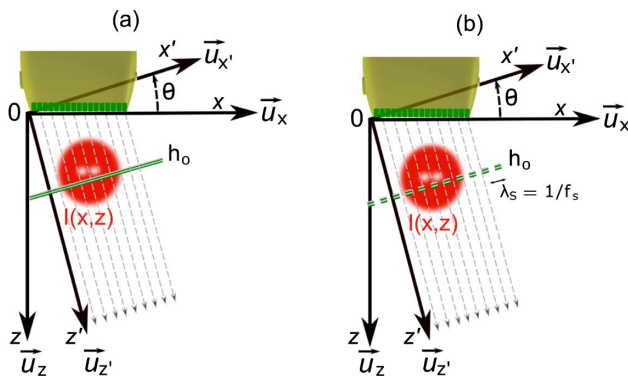 (a)
x′
u⃗x′
θ
0
x
u⃗x
h₀
I(x,z)
z
u⃗z
z′
u⃗z′
(b)
x′
u⃗x′
θ
0
x
u⃗x
h₀
λS = 1/fs
I(x,z)
z
u⃗z
z′
u⃗z′